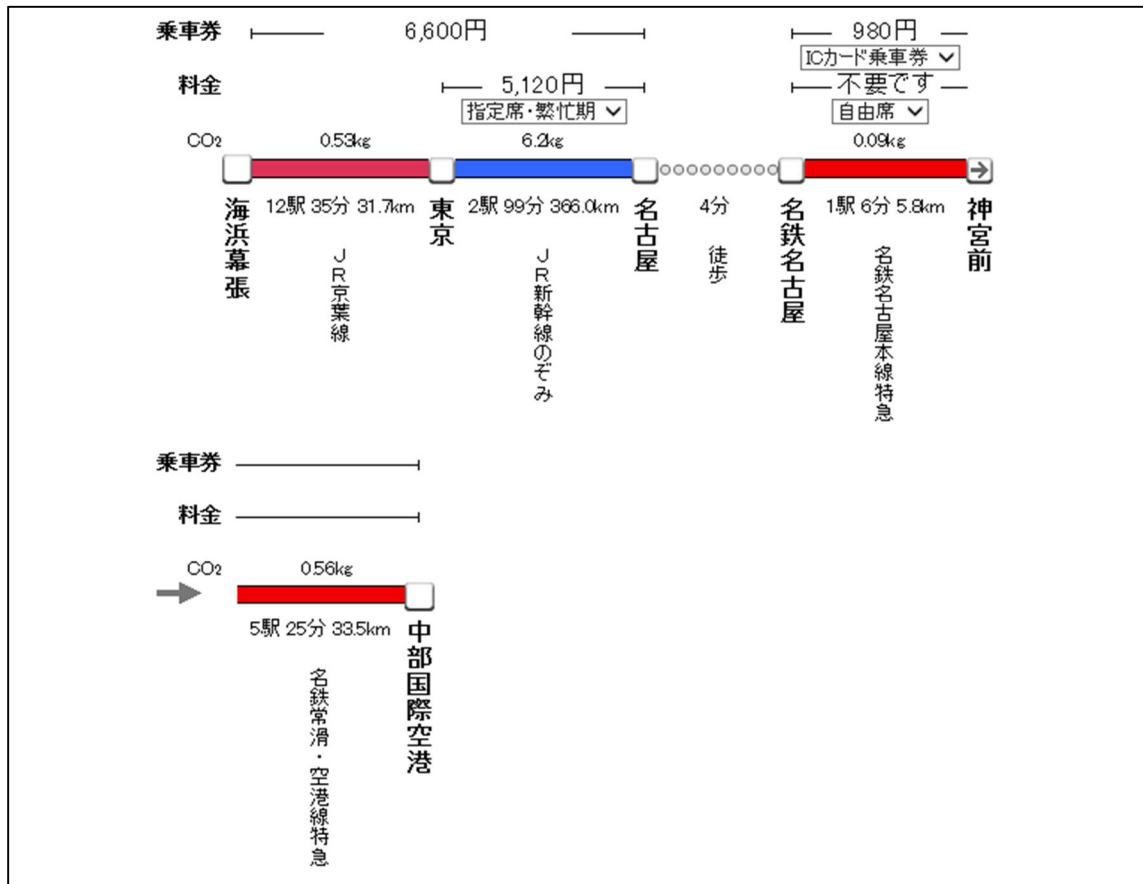 乗車券 6,600円 980円
ICカード乗車券
料金 5,120円 不要です
指定席・繁忙期 自由席
CO2 0.53kg 6.2kg 0.09kg
12駅 35分 31.7km 2駅 99分 366.0km 4分 1駅 6分 5.8km
海浜幕張
JR京葉線
東京
JR新幹線のぞみ
名古屋
徒歩
名鉄名古屋
名鉄名古屋本線特急
神宮前
乗車券
料金
CO2 0.56kg
5駅 25分 33.5km
名鉄常滑・空港線特急
中部国際空港